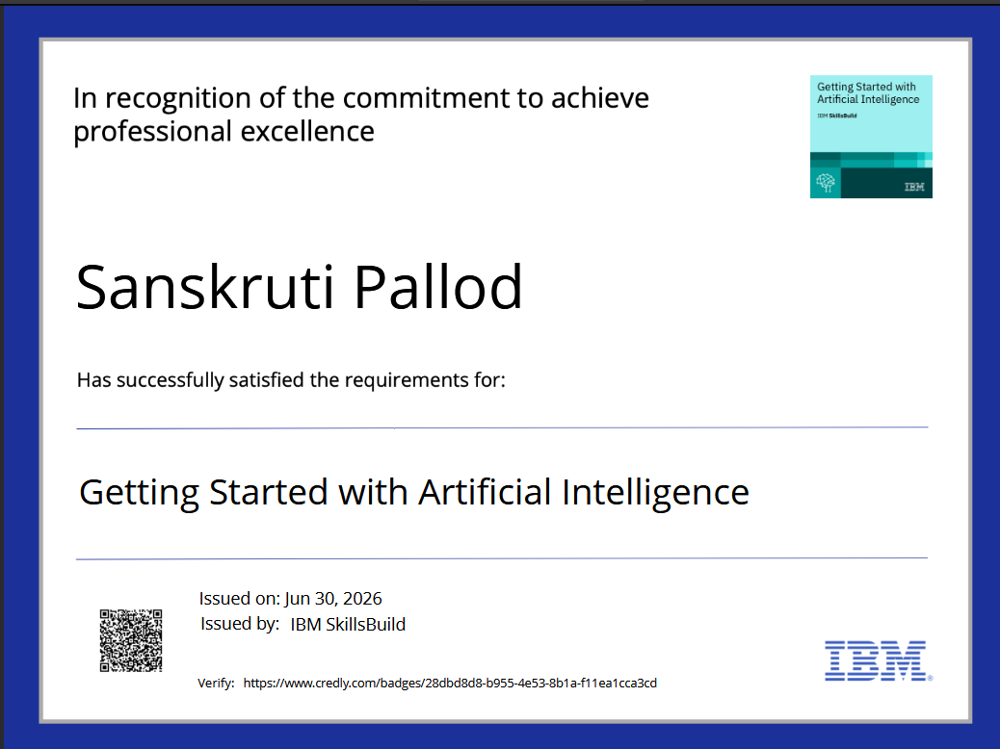 In recognition of the commitment to achieve
professional excellence
Getting Started with
Artificial Intelligence
IBM SkillsBuild
IBM
Sanskruti Pallod
Has successfully satisfied the requirements for:
Getting Started with Artificial Intelligence
Issued on: Jun 30, 2026
Issued by: IBM SkillsBuild
Verify: https://www.credly.com/badges/28dbd8d8-b955-4e53-8b1a-f11ea1cca3cd
IBM®